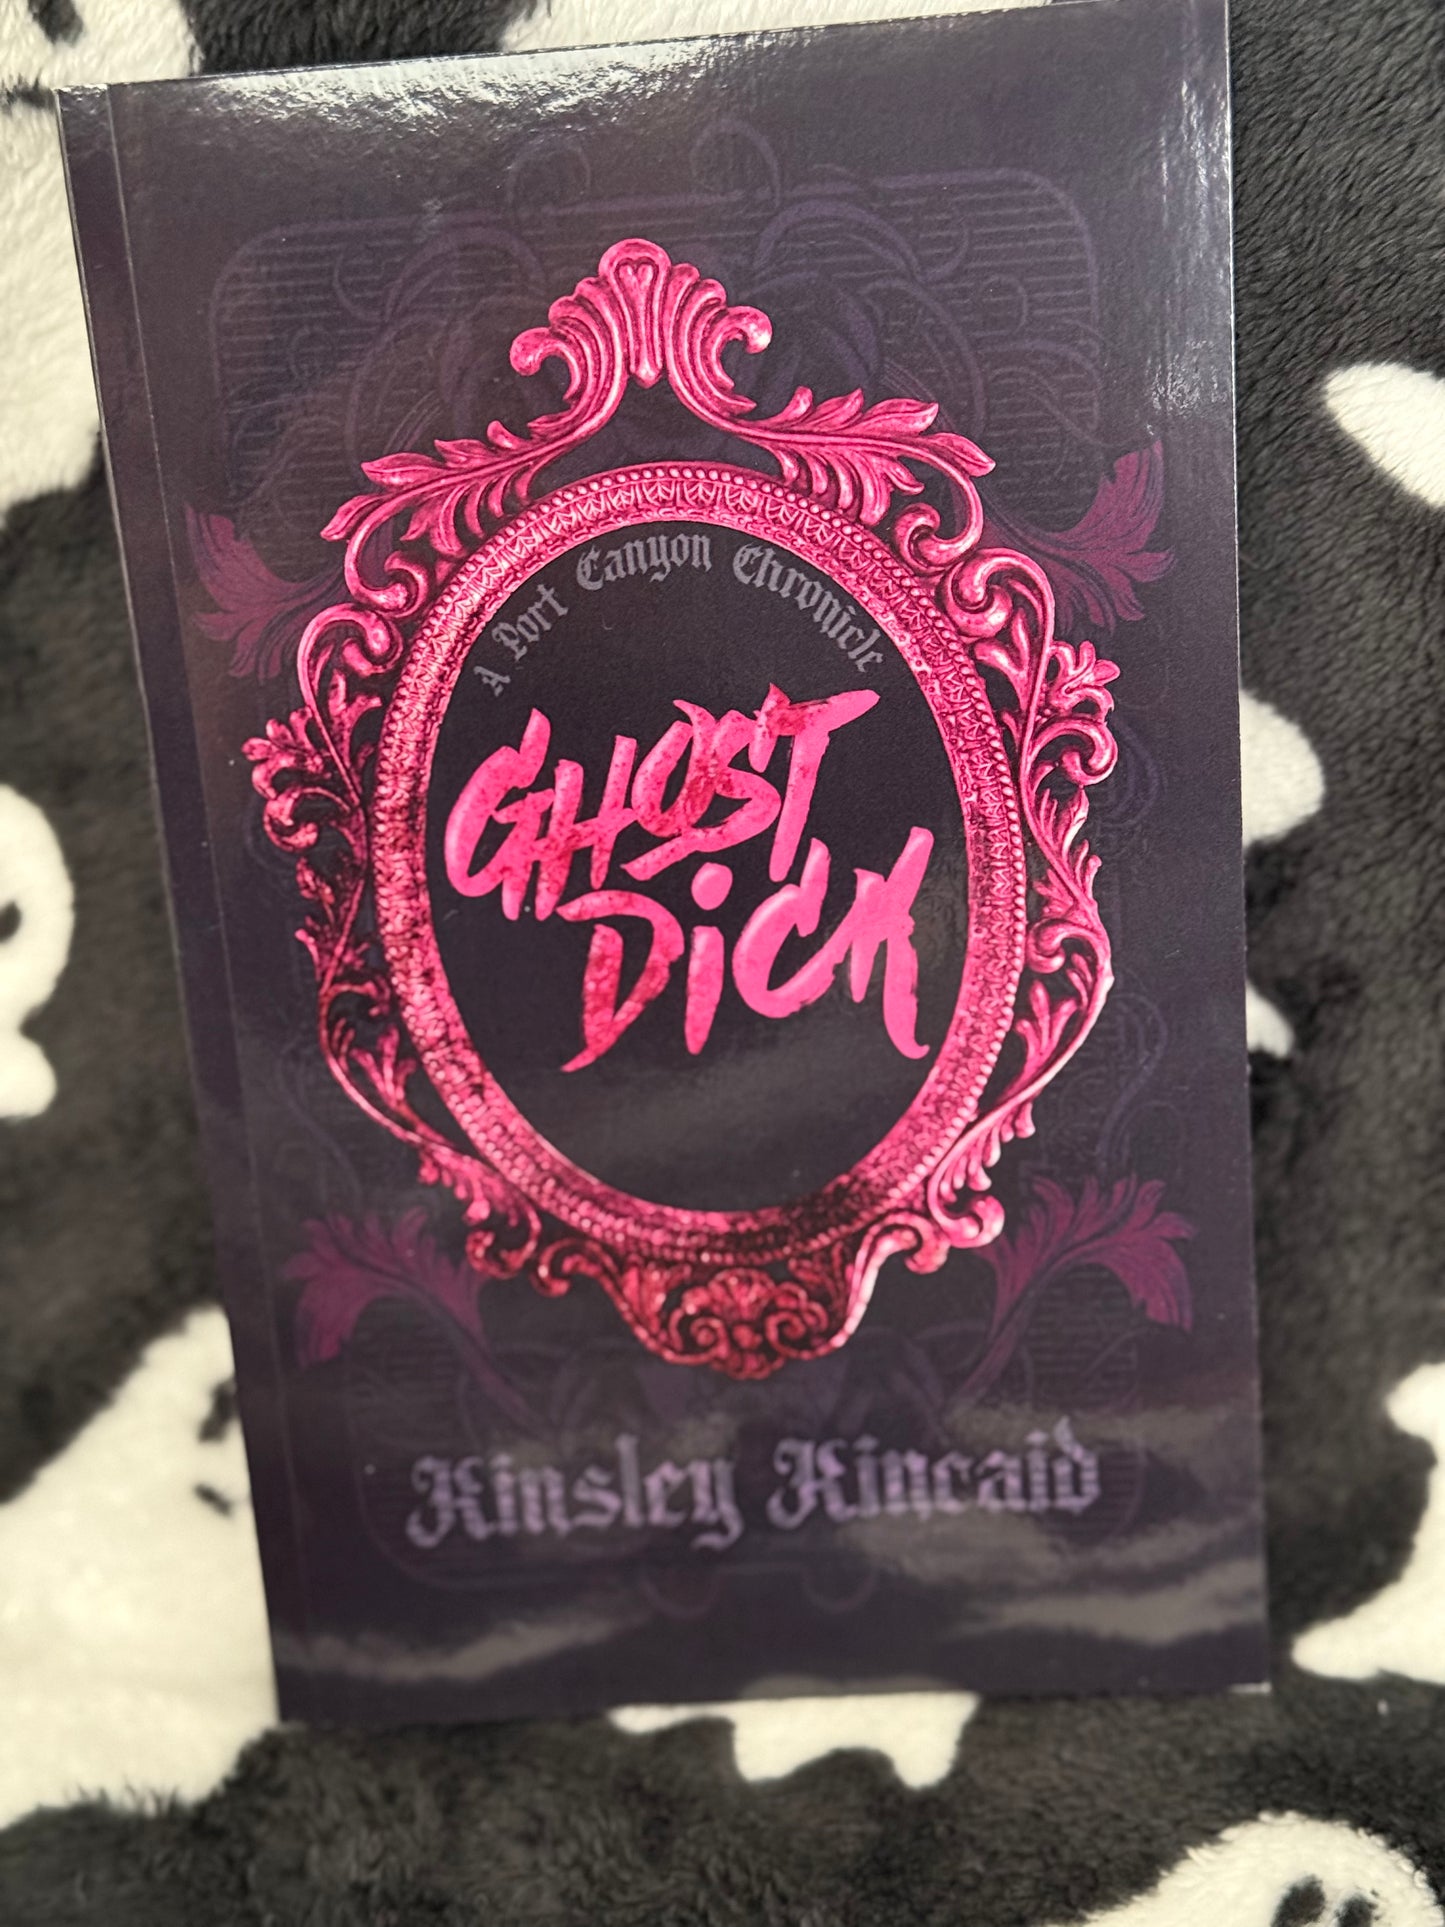 A Port Canyon Chronicle
GHOST
DiCK
Kinsley Kincaid